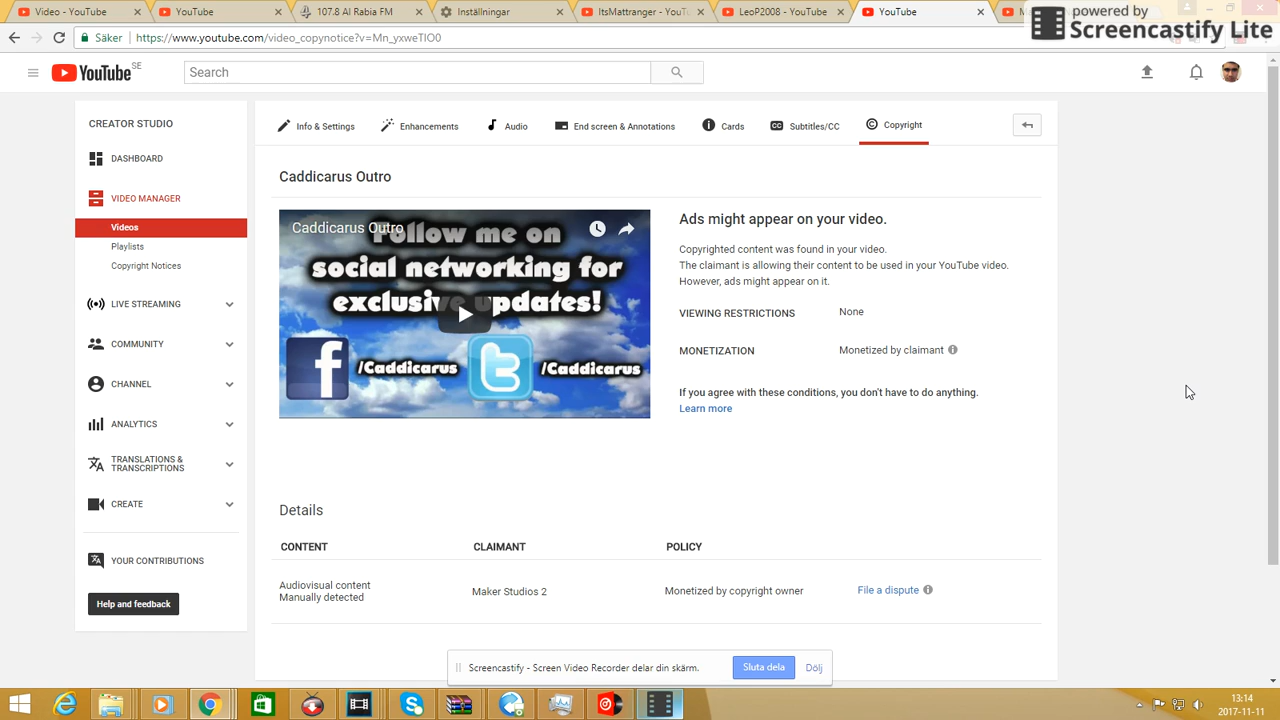 Video - YouTube
YouTube
107.8 Al Rabia FM
Inställningar
ItsMattranger - YouTu
LeoP2008 - YouTube
YouTube
powered by
Screencastify Lite
Säker
YouTube SE
Search
CREATOR STUDIO
DASHBOARD
VIDEO MANAGER
Videos
Playlists
Copyright Notices
LIVE STREAMING
COMMUNITY
CHANNEL
ANALYTICS
TRANSLATIONS &
TRANSCRIPTIONS
CREATE
YOUR CONTRIBUTIONS
Help and feedback
Info & Settings
Enhancements
Audio
End screen & Annotations
Cards
CC
Subtitles/CC
Copyright
Caddicarus Outro
Caddicarus Outro
Follow me on
social networking for
exclusive updates!
/Caddicarus
/Caddicarus
Ads might appear on your video.
Copyrighted content was found in your video.
The claimant is allowing their content to be used in your YouTube video.
However, ads might appear on it.
VIEWING RESTRICTIONS
None
MONETIZATION
Monetized by claimant
If you agree with these conditions, you don't have to do anything.
Learn more
Details
CONTENT
CLAIMANT
POLICY
Audiovisual content
Manually detected
Maker Studios 2
Monetized by copyright owner
File a dispute
Screencastify - Screen Video Recorder delar din skärm.
Sluta dela
Dölj
13:14
2017-11-11